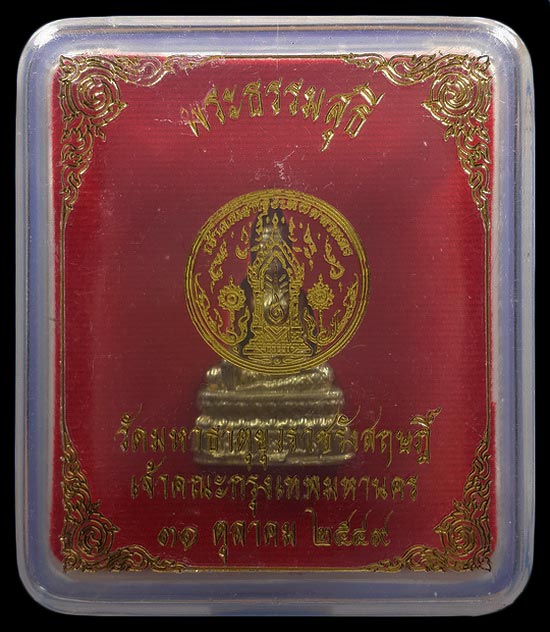 พระธรรมสุธี
วัดมหาธาตุยุวราชรังสฤษฎิ์
เจ้าคณะกรุงเทพมหานคร
๓๑ ตุลาคม ๒๕๔๙